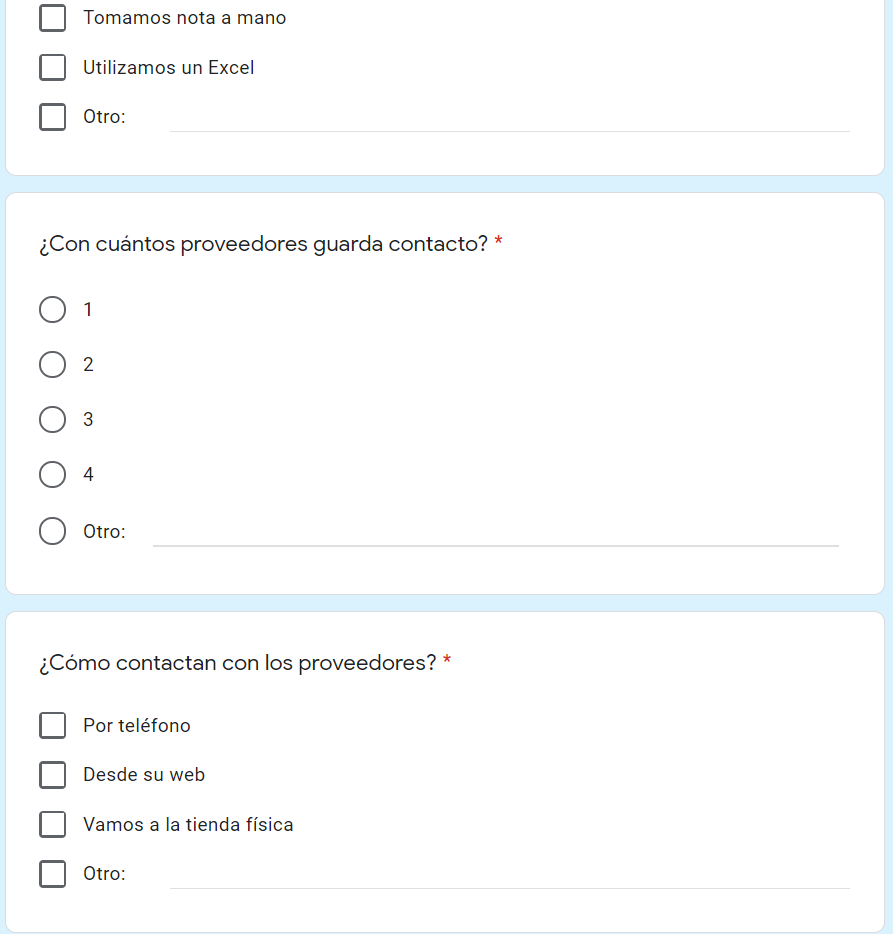 Tomamos nota a mano
Utilizamos un Excel
Otro:
¿Con cuántos proveedores guarda contacto? *
1
2
3
4
Otro:
¿Cómo contactan con los proveedores? *
Por teléfono
Desde su web
Vamos a la tienda física
Otro: